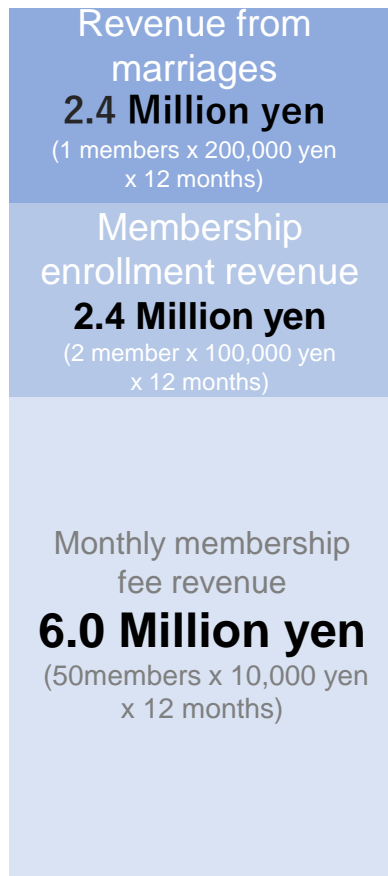 Revenue from
marriages
2.4 Million yen
(1 members x 200,000 yen
x 12 months)
Membership
enrollment revenue
2.4 Million yen
(2 member x 100,000 yen
x 12 months)
Monthly membership
fee revenue
6.0 Million yen
(50members x 10,000 yen
x 12 months)